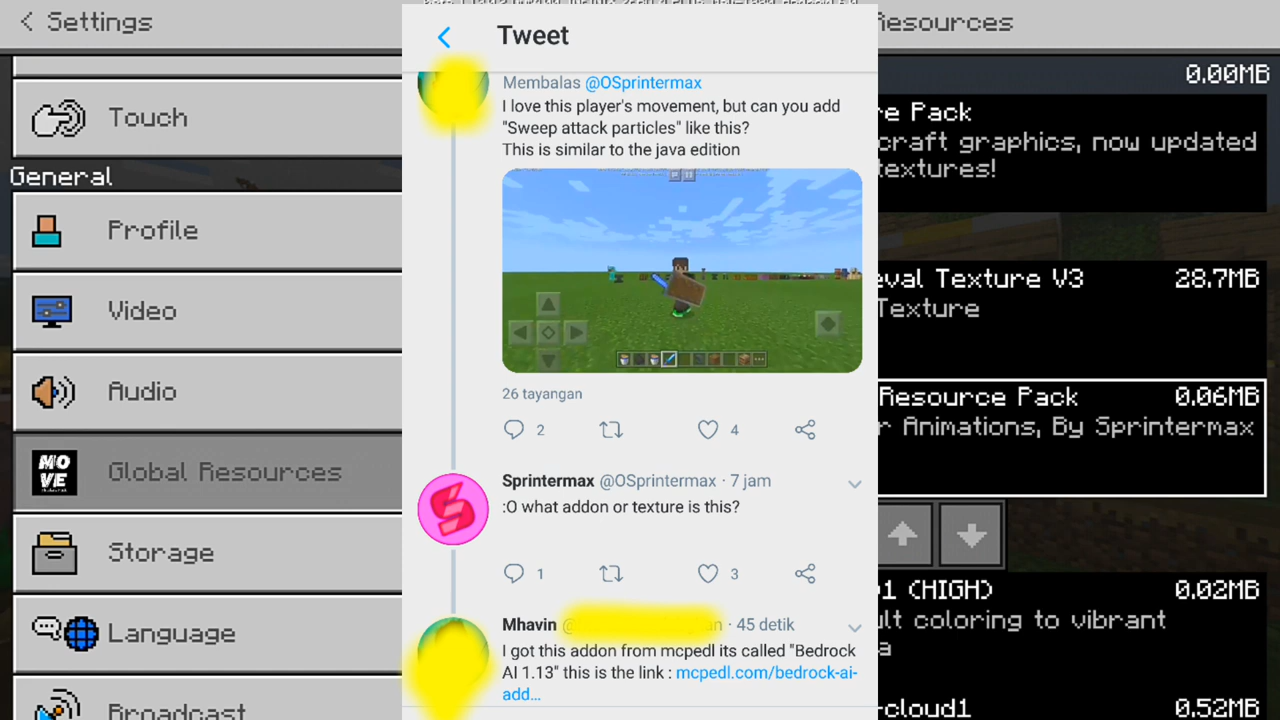 Settings
Touch
General
Profile
Video
Audio
MOVE
Global Resources
Storage
Language
Broadcast
Tweet
Membalas @OSprintermax
I love this player's movement, but can you add
"Sweep attack particles" like this?
This is similar to the java edition
26 tayangan
2
4
Sprintermax @OSprintermax · 7 jam
:O what addon or texture is this?
1
3
Mhavin @ an · 45 detik
I got this addon from mcpedl its called "Bedrock
AI 1.13" this is the link : mcpedl.com/bedrock-ai-
add...
esources
0.00MB
e Pack
craft graphics, now updated
extures!
eval Texture V3 28.7MB
Texture
Resource Pack 0.06MB
r Animations, By Sprintermax
1 (HIGH) 0.02MB
ult coloring to vibrant
a
-cloud1 0.52MB